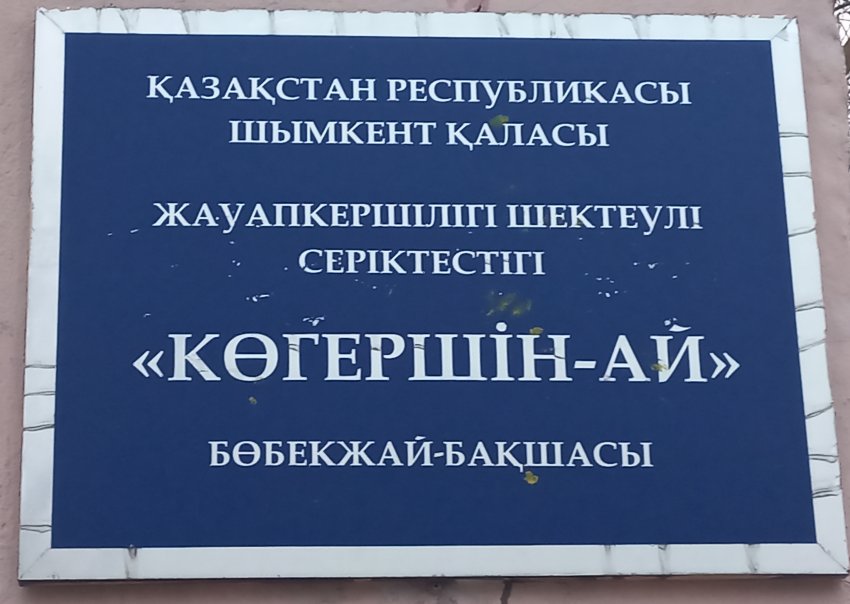 ҚАЗАҚСТАН РЕСПУБЛИКАСЫ
ШЫМКЕНТ ҚАЛАСЫ
ЖАУАПКЕРШІЛІГІ ШЕКТЕУЛІ
СЕРІКТЕСТІГІ
«КӨГЕРШІН-АЙ»
БӨБЕКЖАЙ-БАҚШАСЫ